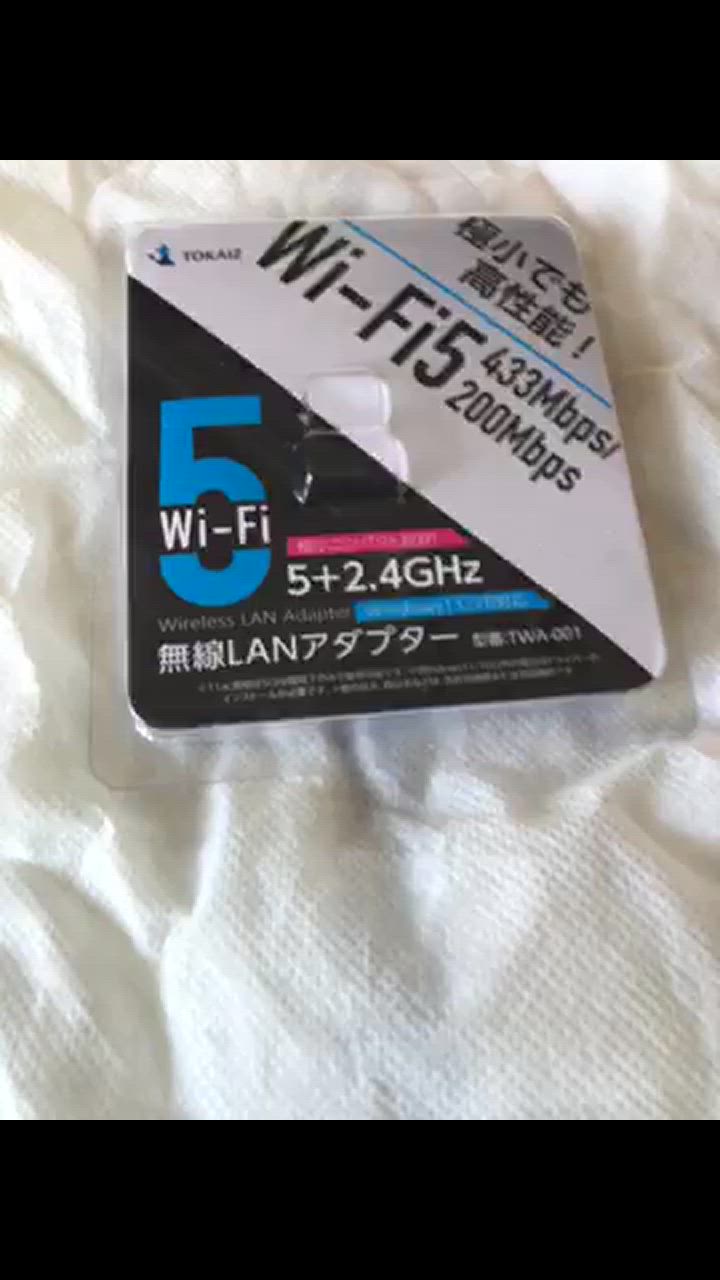 TOKAIZ
極小でも
高性能！
Wi-Fi5
433Mbps/
200Mbps
5
Wi-Fi
5+2.4GHz
Wireless LAN Adapter
無線LANアダプター 型番:TWA-001